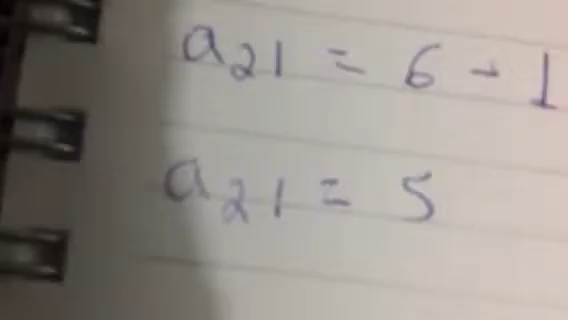 a₂₁ = 6 - 1
a₂₁ = 5